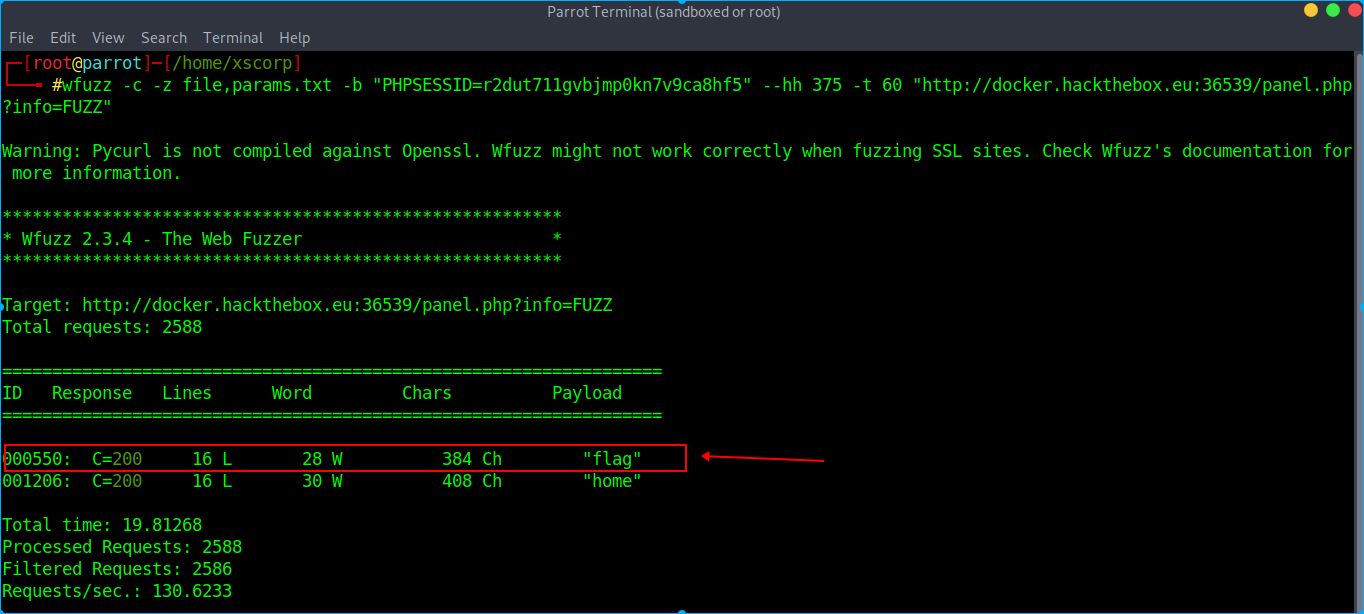 Parrot Terminal (sandboxed or root)
File Edit View Search Terminal Help
[root@parrot]─[/home/xscorp]
#wfuzz -c -z file,params.txt -b "PHPSESSID=r2dut711gvbjmp0kn7v9ca8hf5" --hh 375 -t 60 "http://docker.hackthebox.eu:36539/panel.php
?info=FUZZ"
Warning: Pycurl is not compiled against Openssl. Wfuzz might not work correctly when fuzzing SSL sites. Check Wfuzz's documentation for
more information.
********************************************************
* Wfuzz 2.3.4 - The Web Fuzzer                         *
********************************************************
Target: http://docker.hackthebox.eu:36539/panel.php?info=FUZZ
Total requests: 2588
==================================================================
ID   Response   Lines      Word         Chars          Payload
==================================================================
000550:  C=200     16 L       28 W          384 Ch        "flag"
001206:  C=200     16 L       30 W          408 Ch        "home"
Total time: 19.81268
Processed Requests: 2588
Filtered Requests: 2586
Requests/sec.: 130.6233